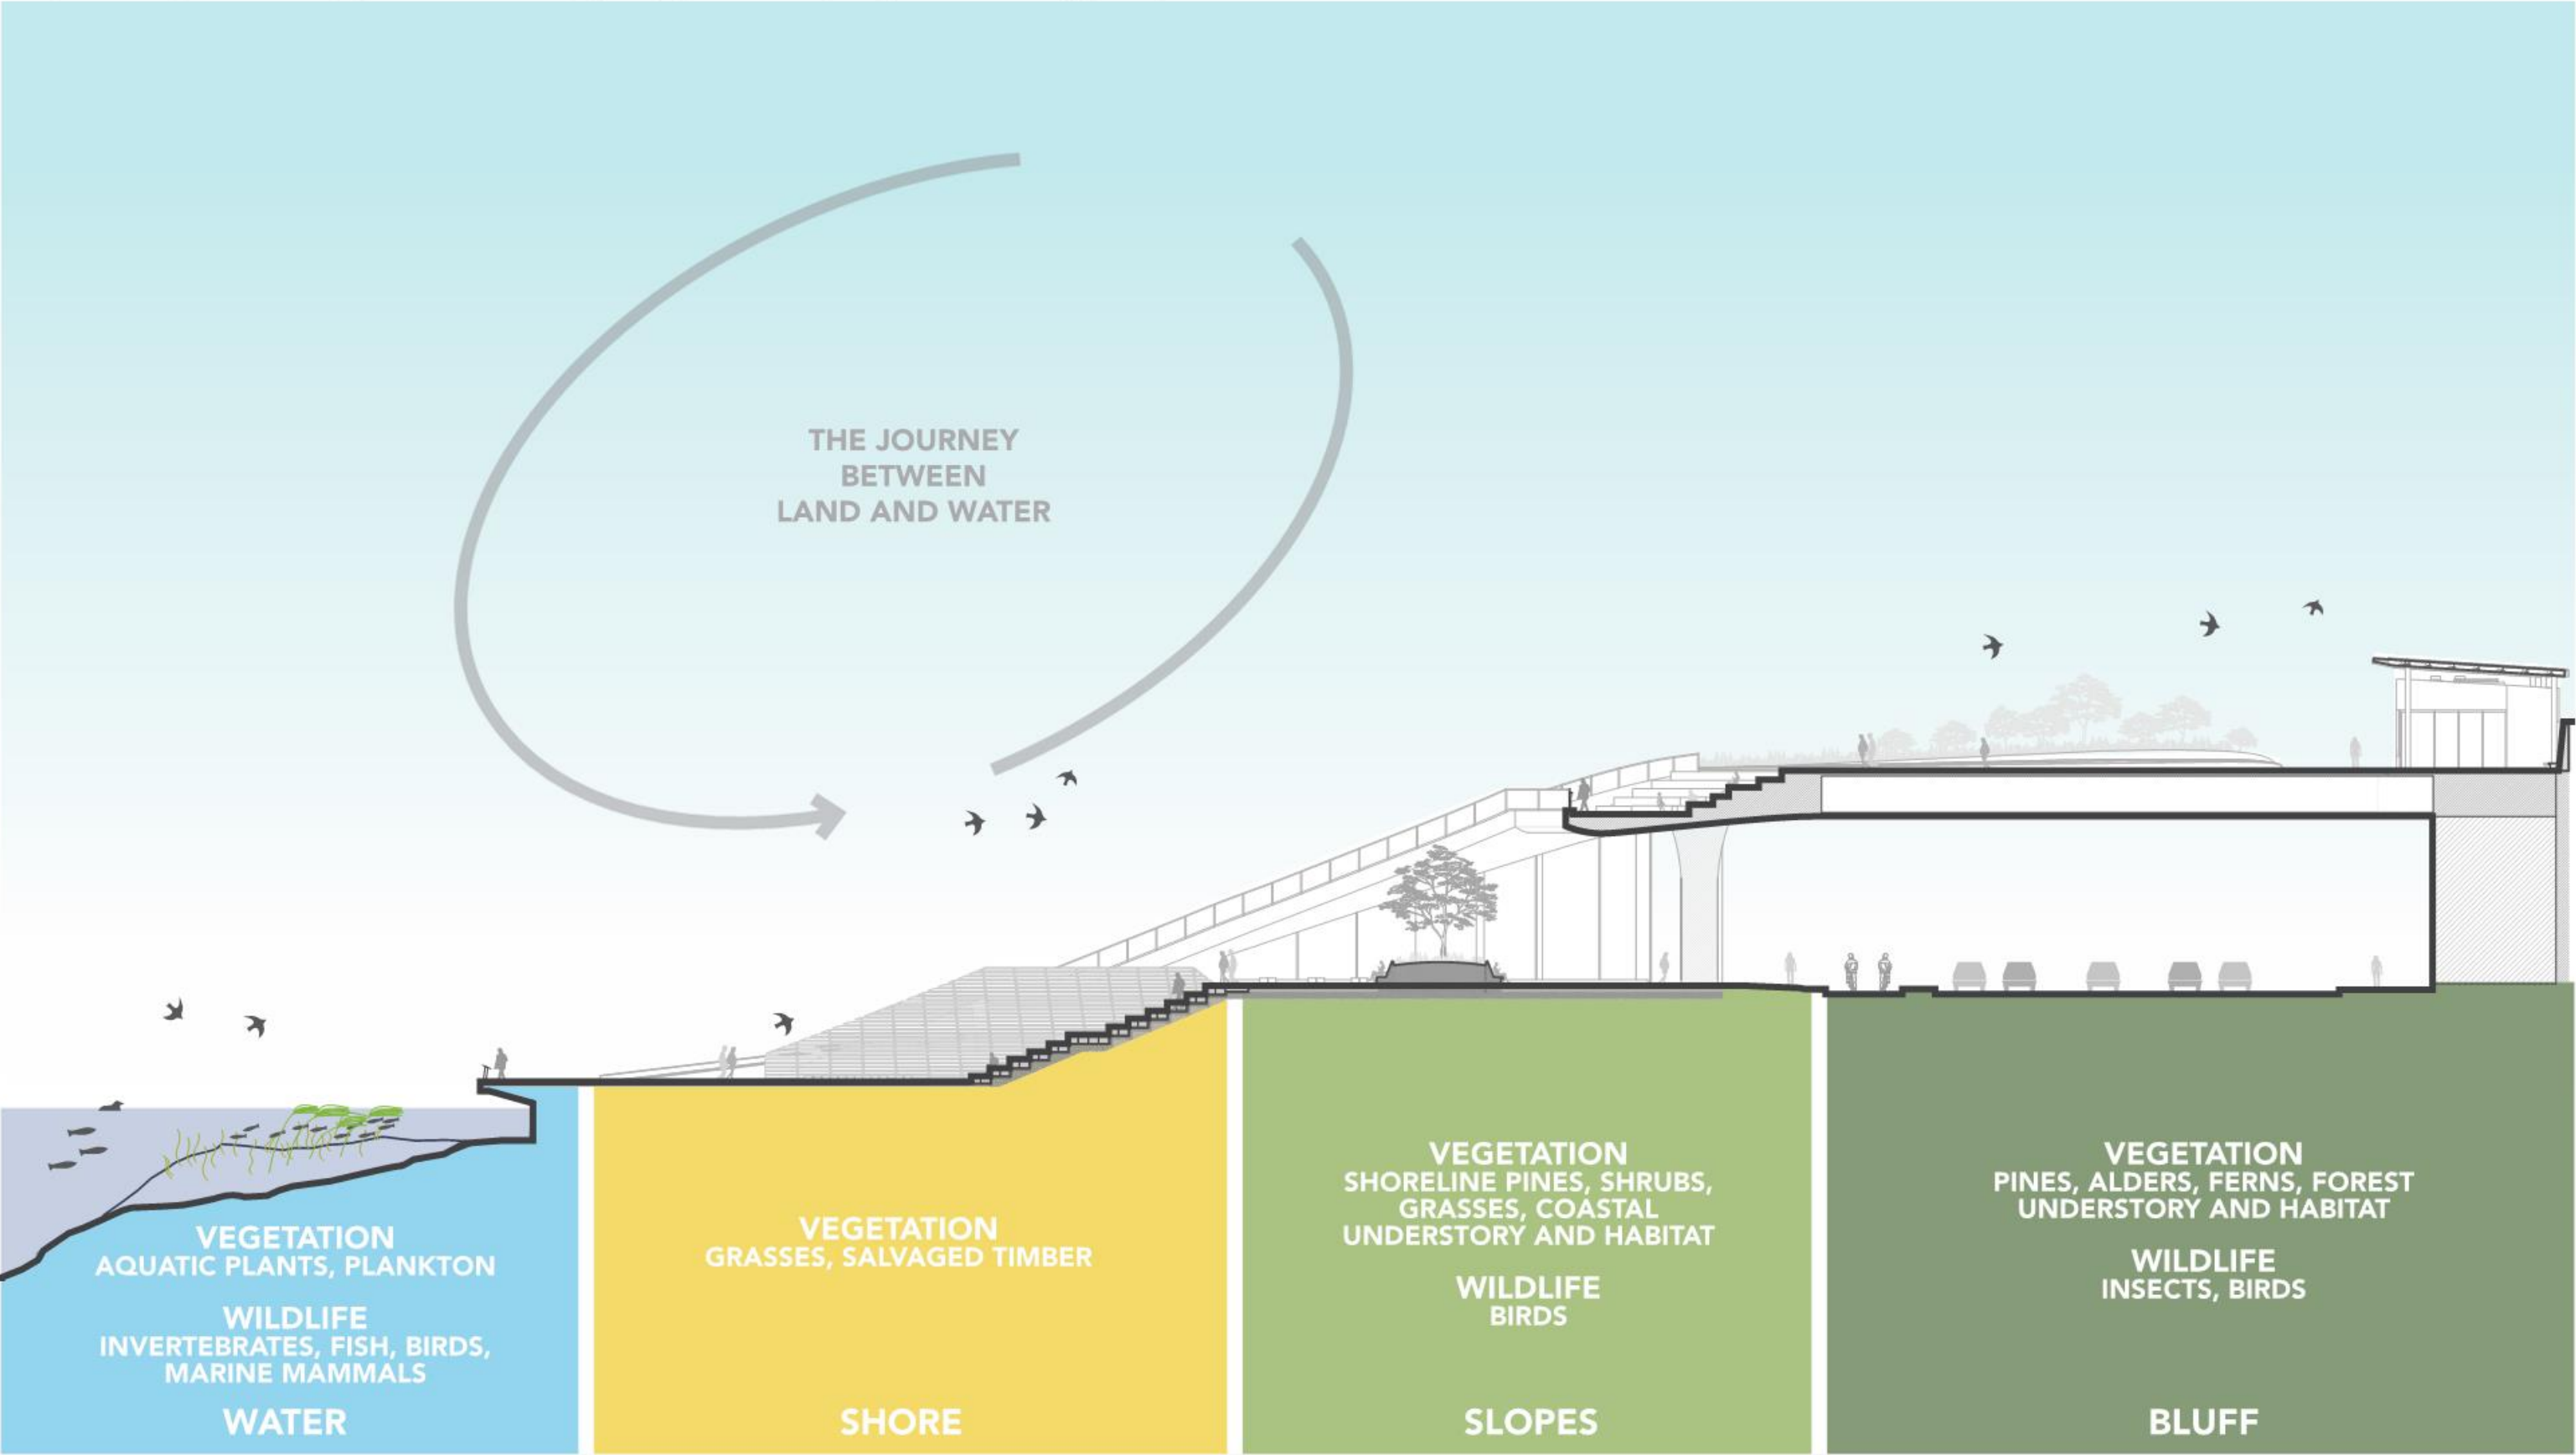 THE JOURNEY
BETWEEN
LAND AND WATER
VEGETATION
AQUATIC PLANTS, PLANKTON
WILDLIFE
INVERTEBRATES, FISH, BIRDS,
MARINE MAMMALS
WATER
VEGETATION
GRASSES, SALVAGED TIMBER
SHORE
VEGETATION
SHORELINE PINES, SHRUBS,
GRASSES, COASTAL
UNDERSTORY AND HABITAT
WILDLIFE
BIRDS
SLOPES
VEGETATION
PINES, ALDERS, FERNS, FOREST
UNDERSTORY AND HABITAT
WILDLIFE
INSECTS, BIRDS
BLUFF